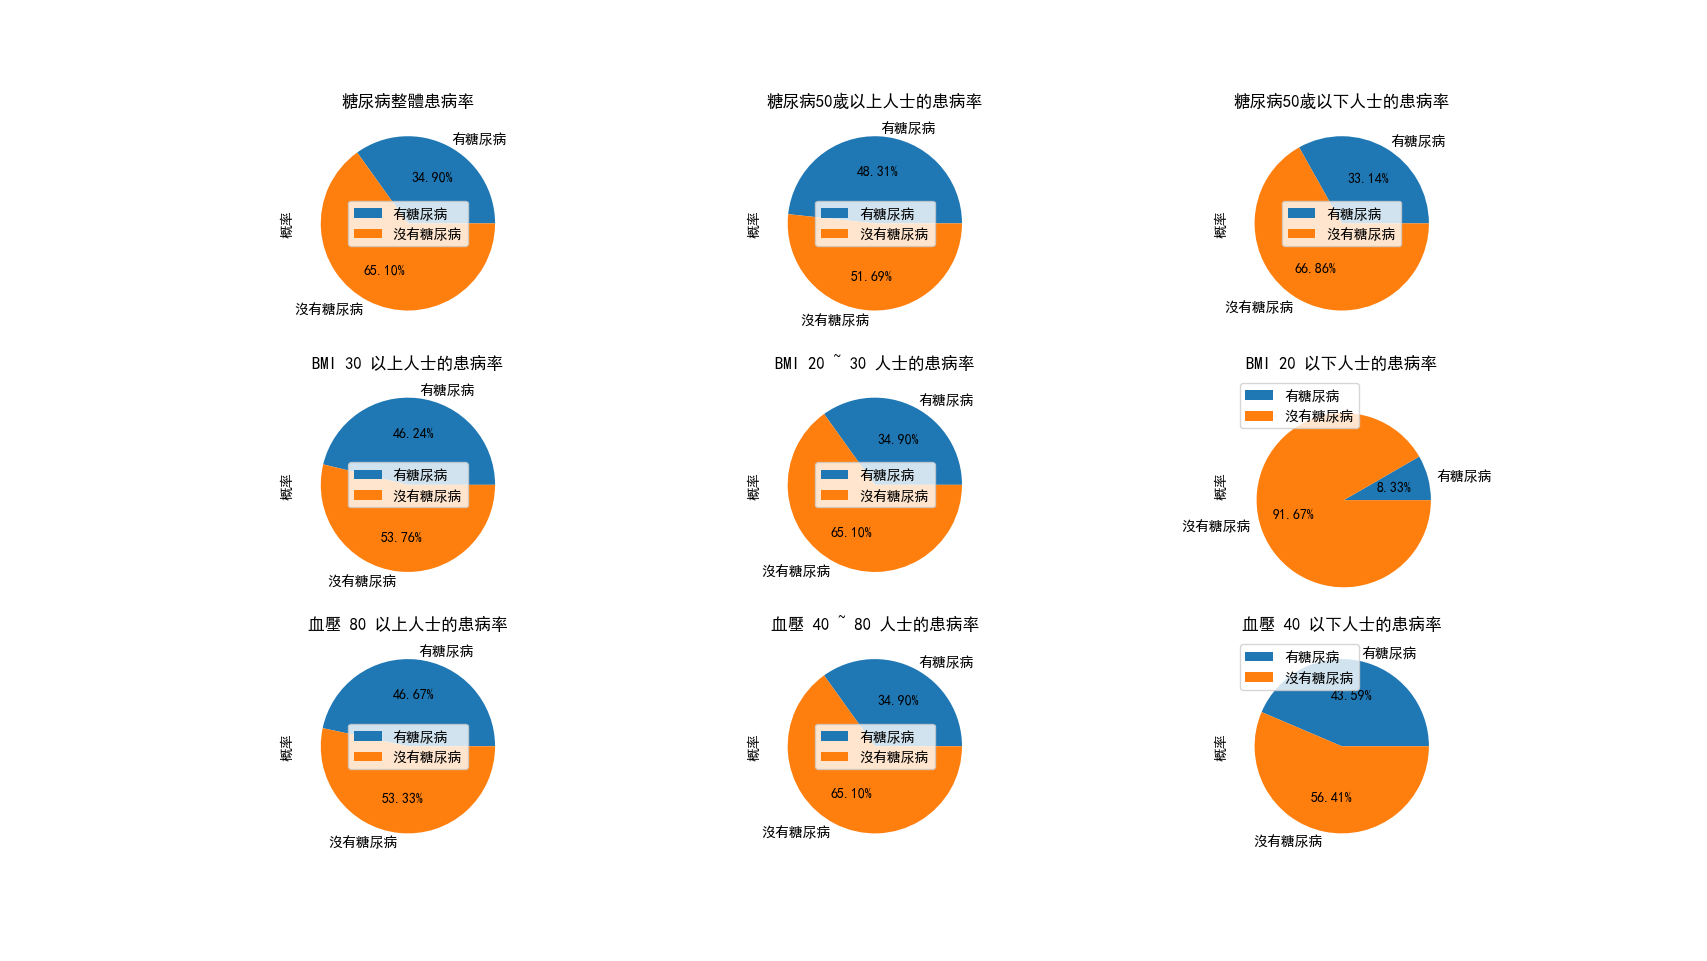 糖尿病整體患病率
有糖尿病
34.90%
概率
有糖尿病
沒有糖尿病
65.10%
沒有糖尿病
糖尿病50歲以上人士的患病率
有糖尿病
48.31%
概率
有糖尿病
沒有糖尿病
51.69%
沒有糖尿病
糖尿病50歲以下人士的患病率
有糖尿病
33.14%
概率
有糖尿病
沒有糖尿病
66.86%
沒有糖尿病
BMI 30 以上人士的患病率
有糖尿病
46.24%
概率
有糖尿病
沒有糖尿病
53.76%
沒有糖尿病
BMI 20 ~ 30 人士的患病率
有糖尿病
34.90%
概率
有糖尿病
沒有糖尿病
65.10%
沒有糖尿病
BMI 20 以下人士的患病率
有糖尿病
沒有糖尿病
有糖尿病
8.33%
概率
91.67%
沒有糖尿病
血壓 80 以上人士的患病率
有糖尿病
46.67%
概率
有糖尿病
沒有糖尿病
53.33%
沒有糖尿病
血壓 40 ~ 80 人士的患病率
有糖尿病
34.90%
概率
有糖尿病
沒有糖尿病
65.10%
沒有糖尿病
血壓 40 以下人士的患病率
有糖尿病
有糖尿病
沒有糖尿病
43.59%
概率
56.41%
沒有糖尿病